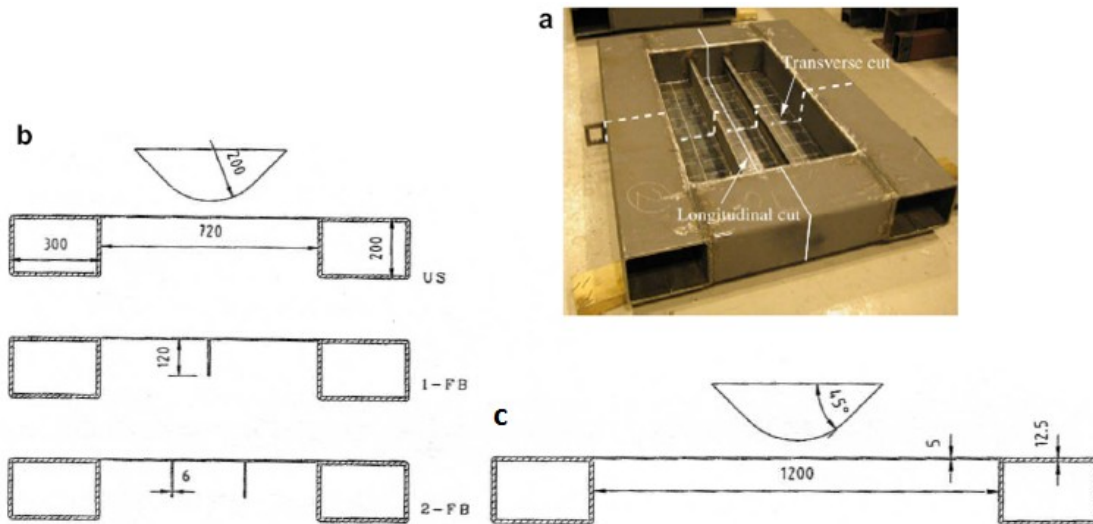 a
Transverse cut
Longitudinal cut
b
200
300
720
200
US
120
1-FB
6
2-FB
c
45°
5
12.5
1200